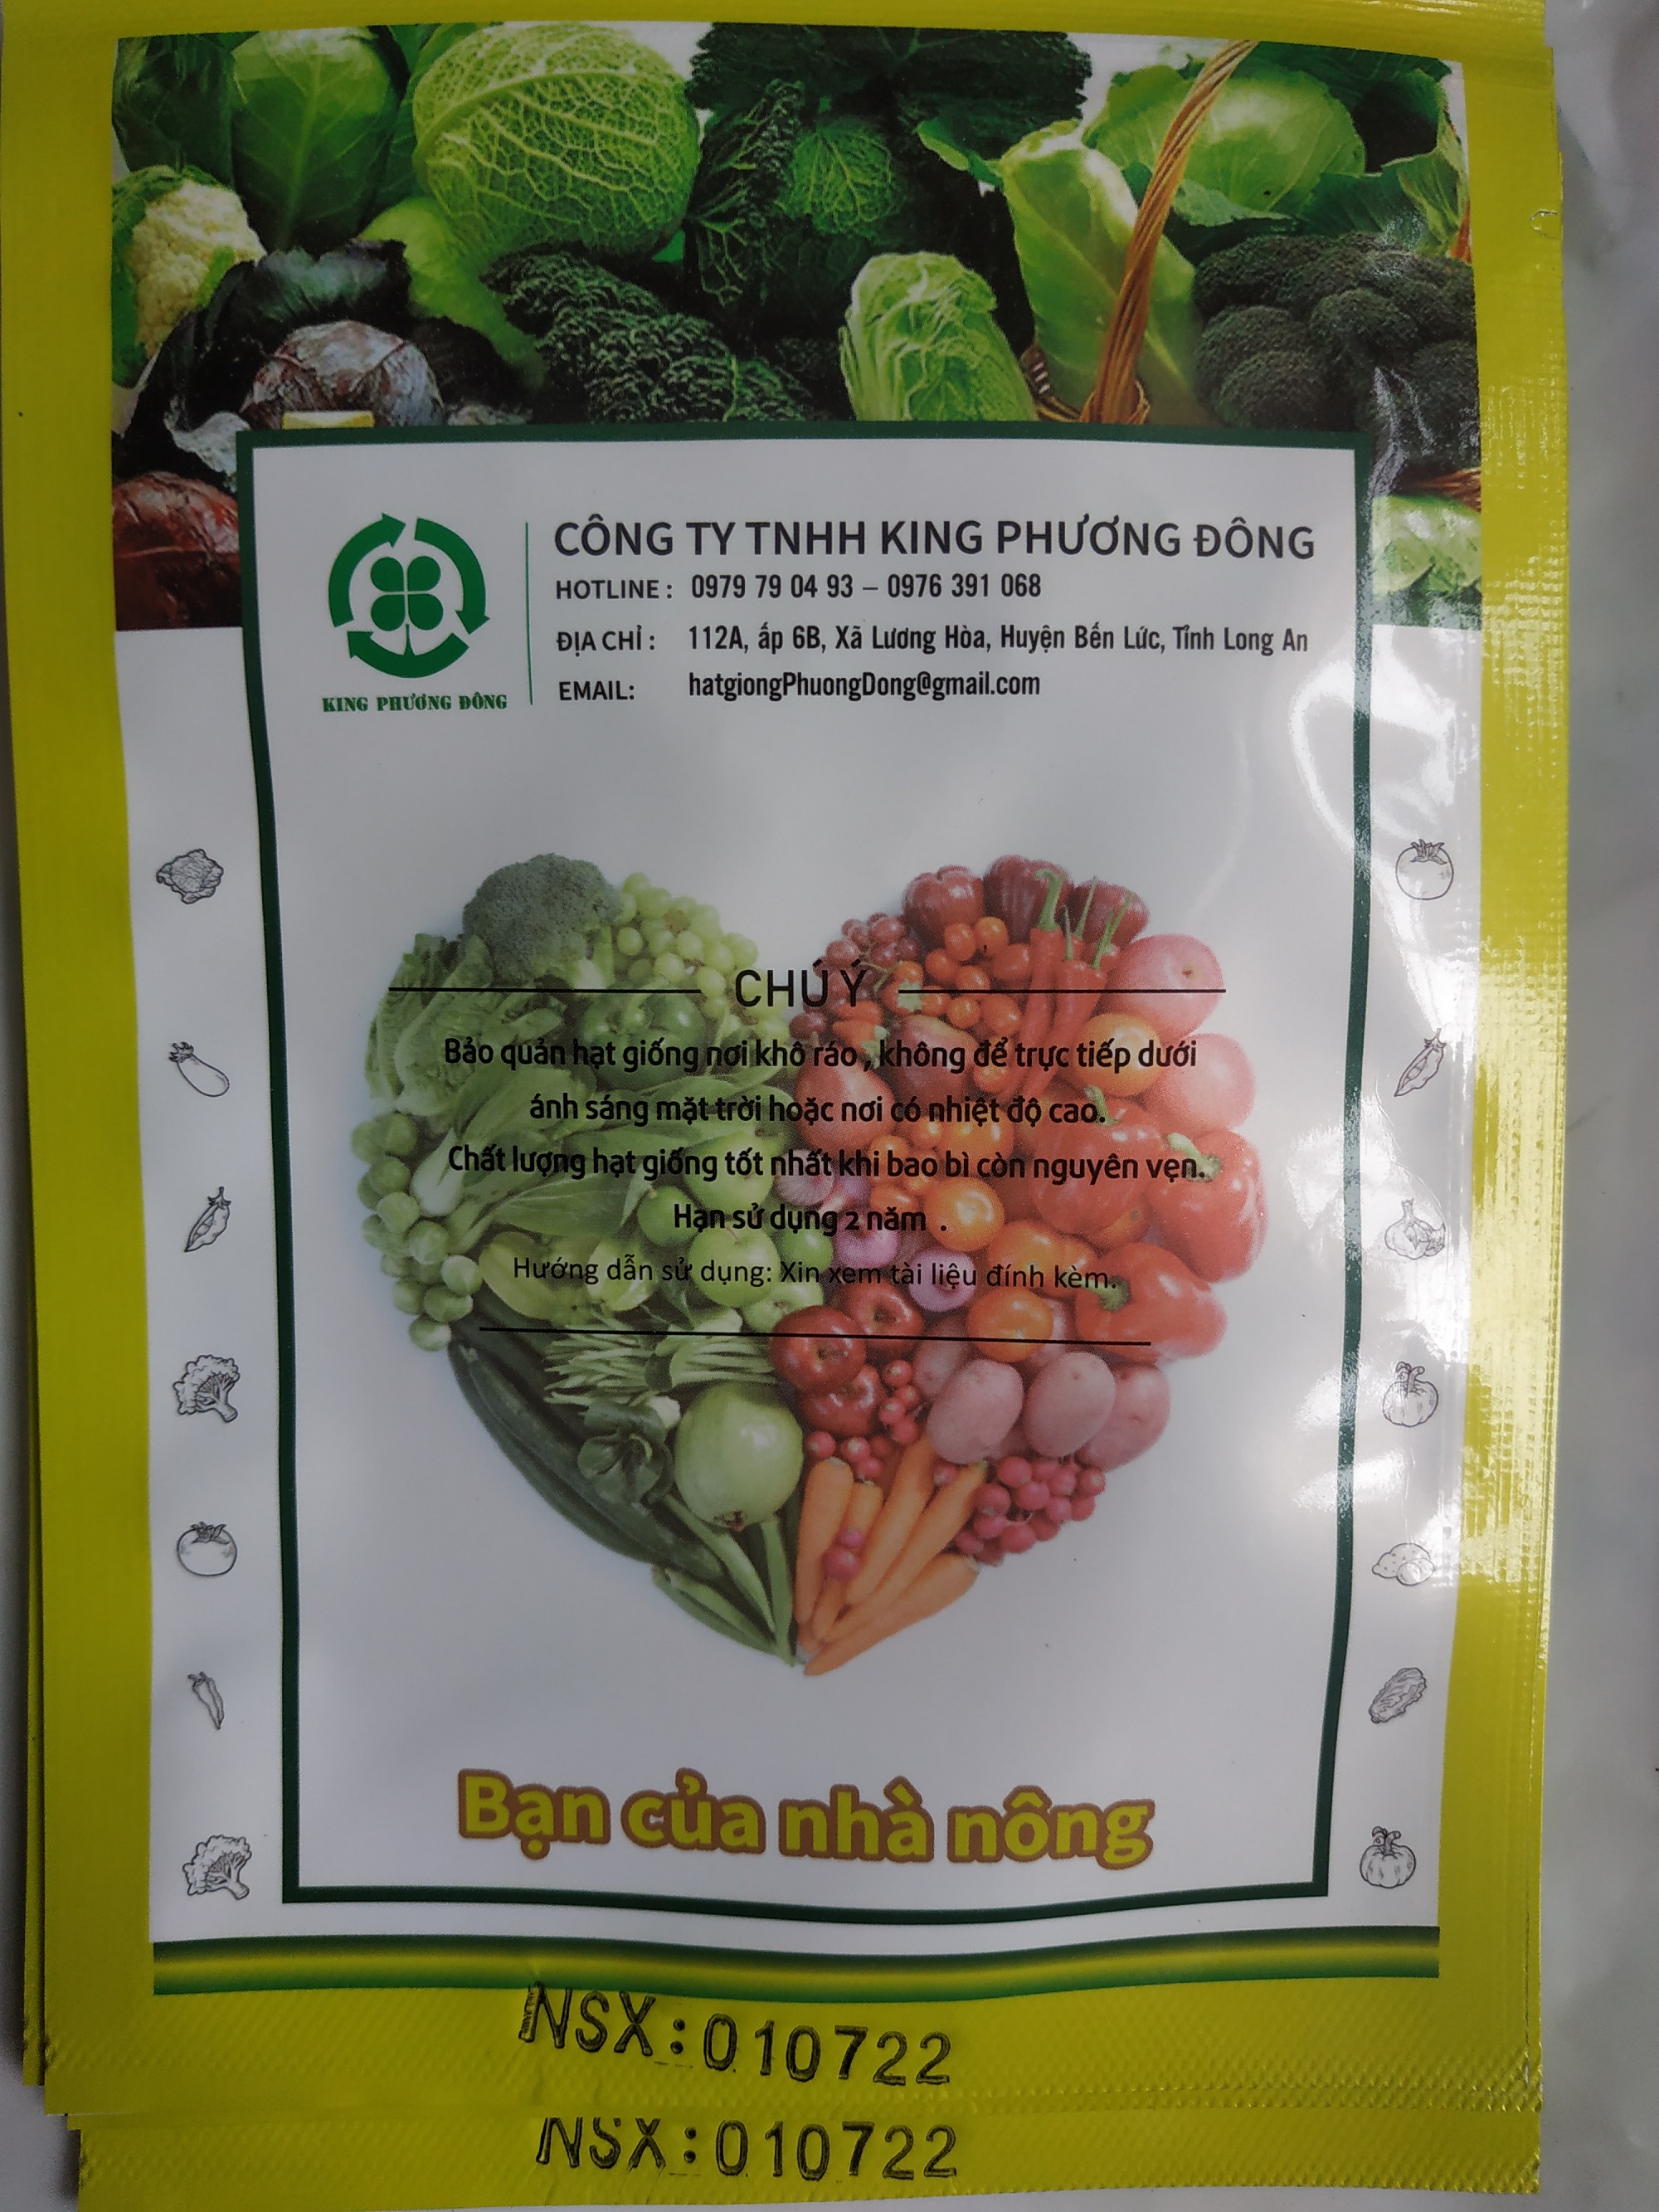 CÔNG TY TNHH KING PHƯƠNG ĐÔNG
HOTLINE : 0979 79 04 93 – 0976 391 068
ĐỊA CHỈ : 112A, ấp 6B, Xã Lương Hòa, Huyện Bến Lức, Tỉnh Long An
EMAIL: hatgiongPhuongDong@gmail.com
KING PHƯƠNG ĐÔNG
CHÚ Ý
Bảo quản hạt giống nơi khô ráo , không để trực tiếp dưới
ánh sáng mặt trời hoặc nơi có nhiệt độ cao.
Chất lượng hạt giống tốt nhất khi bao bì còn nguyên vẹn.
Hạn sử dụng 2 năm .
Hướng dẫn sử dụng: Xin xem tài liệu đính kèm.
Bạn của nhà nông
NSX:010722
NSX:010722